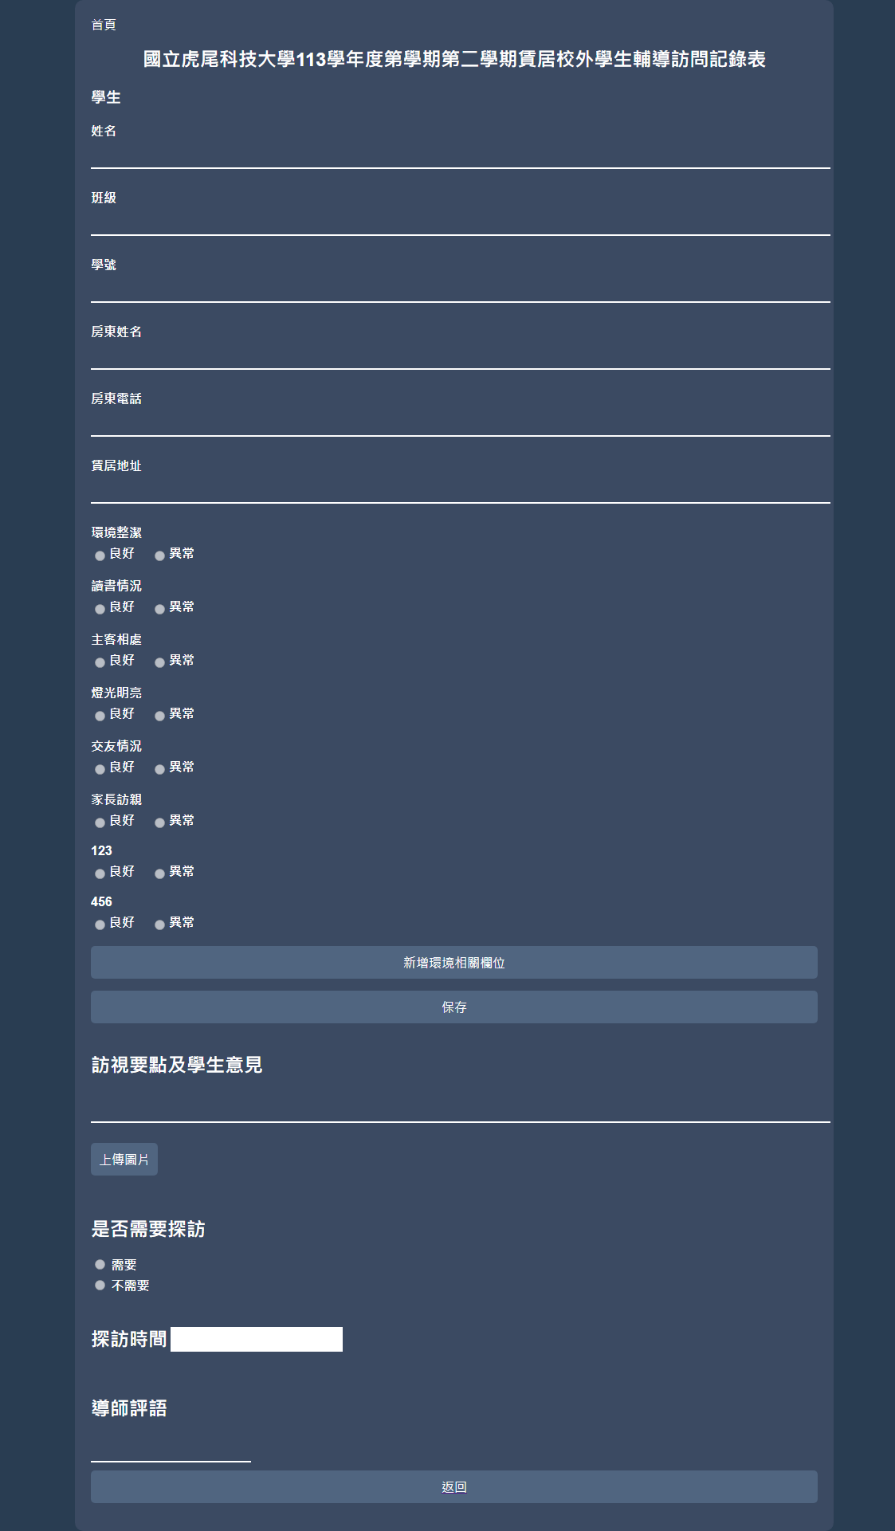 首頁
國立虎尾科技大學113學年度第學期第二學期賃居校外學生輔導訪問記錄表
學生
姓名
班級
學號
房東姓名
房東電話
賃居地址
環境整潔
良好 異常
讀書情況
良好 異常
主客相處
良好 異常
燈光明亮
良好 異常
交友情況
良好 異常
家長訪親
良好 異常
123
良好 異常
456
良好 異常
新增環境相關欄位
保存
訪視要點及學生意見
上傳圖片
是否需要探訪
需要
不需要
探訪時間
導師評語
返回